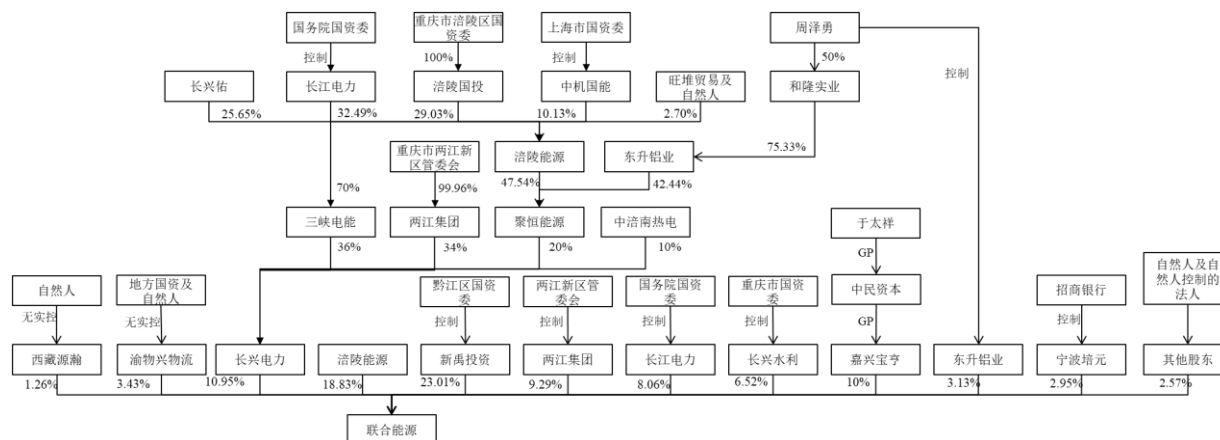 国务院国资委
重庆市涪陵区国
资委
上海市国资委
周泽勇
控制
100%
控制
50%
控制
长兴佑
长江电力
涪陵国投
中机国能
旺堆贸易及
自然人
和隆实业
25.65%
32.49%
29.03%
10.13%
2.70%
重庆市两江新
区管委会
涪陵能源
东升铝业
75.33%
70%
99.96%
47.54%
42.44%
三峡电能
两江集团
聚恒能源
中涪南热电
于太祥
36%
34%
20%
10%
GP
自然人
地方国资及
自然人
黔江区国资
委
两江新区管
委会
国务院国资
委
重庆市国资
委
中民资本
招商银行
自然人及自
然人控制的
法人
无实控
无实控
控制
控制
控制
控制
GP
控制
西藏源瀚
渝物兴物流
长兴电力
涪陵能源
新禹投资
两江集团
长江电力
长兴水利
嘉兴宝亨
东升铝业
宁波培元
其他股东
1.26%
3.43%
10.95%
18.83%
23.01%
9.29%
8.06%
6.52%
10%
3.13%
2.95%
2.57%
联合能源